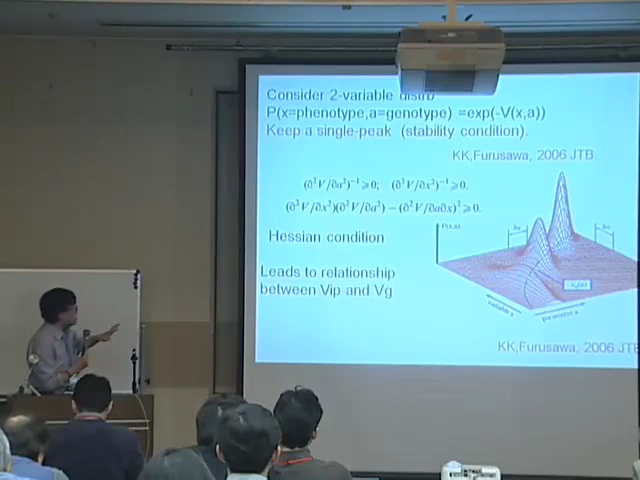 Consider 2-variable distrb
P(x=phenotype,a=genotype) =exp(-V(x,a))
Keep a single-peak (stability condition).
KK,Furusawa, 2006 JTB
(∂²V/∂a²)⁻¹⩾0; (∂²V/∂x²)⁻¹⩾0.
(∂²V/∂x²)(∂²V/∂a²) − (∂²V/∂a∂x)²⩾0.
Hessian condition
P(x,a)
Leads to relationship
between Vip and Vg
variable x
parameter a
KK,Furusawa, 2006 JTB